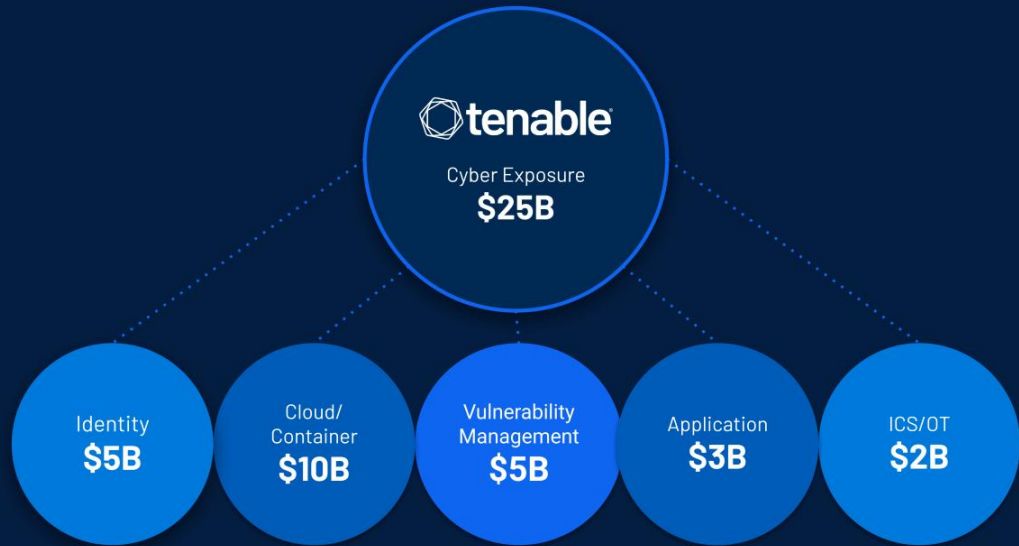 tenable®
Cyber Exposure
$25B
Identity
$5B
Cloud/
Container
$10B
Vulnerability
Management
$5B
Application
$3B
ICS/OT
$2B